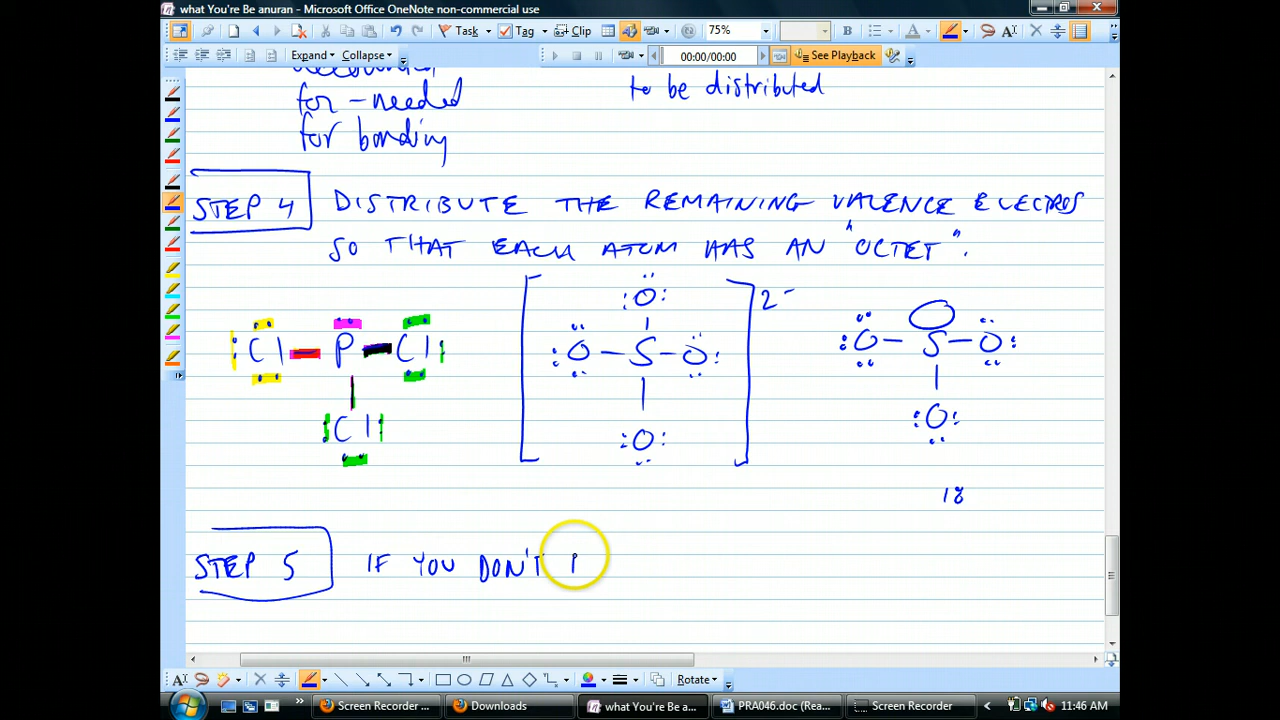 what You're Be anuran - Microsoft Office OneNote non-commercial use
Task Tag Clip 75%
Expand Collapse 00:00/00:00 See Playback
for - needed
for bonding
to be distributed
STEP 4 DISTRIBUTE THE REMAINING VALENCE ELECTRONS
SO THAT EACH ATOM HAS AN "OCTET".
Cl P Cl
Cl
O
O S O
O
2-
O S O
O
18
STEP 5 IF YOU DON'T
Rotate
Screen Recorder ... Downloads what You're Be a... PRA046.doc (Rea... Screen Recorder 11:46 AM